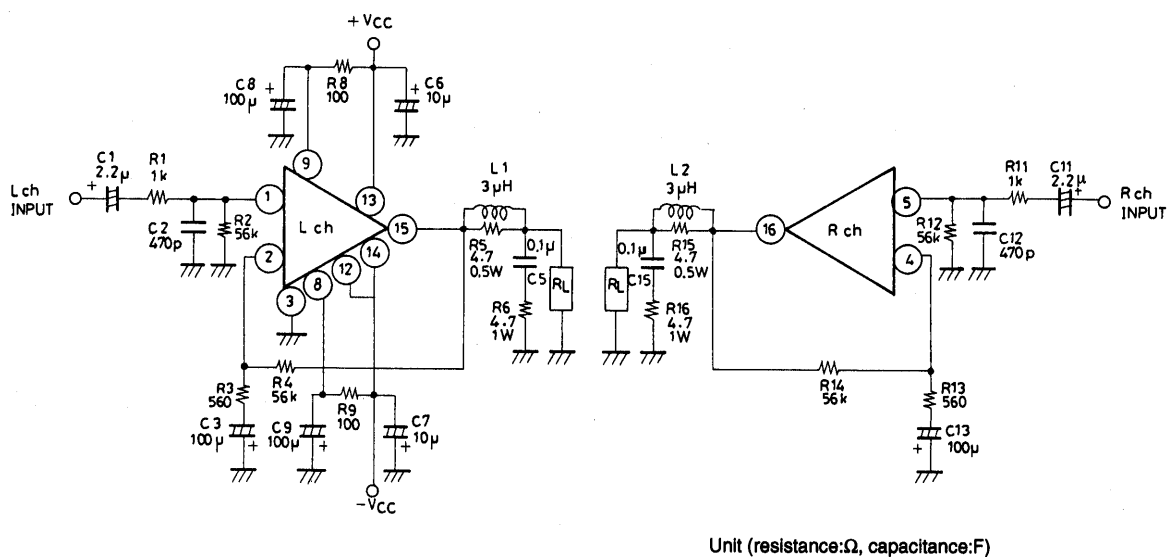 +VCC
C8
100µ
R8
100
C6
10µ
9
13
L ch
INPUT
C1
2.2µ
R1
1k
C2
470p
R2
56k
1
2
3
8
12
14
15
L ch
L1
3µH
R5
4.7
0.5W
0.1µ
C5
RL
R6
4.7
1W
R3
560
R4
56k
C3
100µ
C9
100µ
R9
100
C7
10µ
-VCC
L2
3µH
0.1µ
R15
4.7
0.5W
C15
RL
R16
4.7
1W
16
R ch
5
4
R11
1k
C11
2.2µ
R ch
INPUT
R12
56k
C12
470p
R14
56k
R13
560
C13
100µ
Unit (resistance:Ω, capacitance:F)